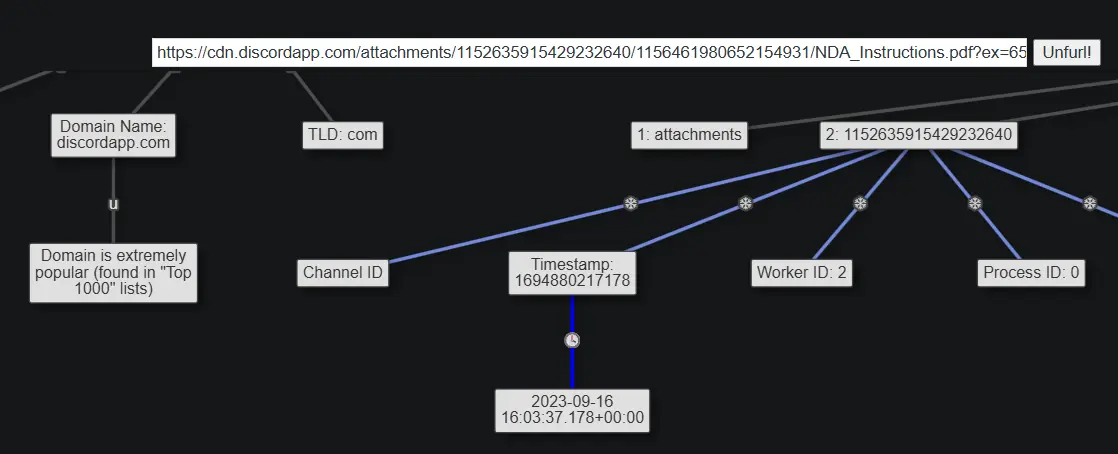 https://cdn.discordapp.com/attachments/1152635915429232640/1156461980652154931/NDA_Instructions.pdf?ex=65
Unfurl!
Domain Name:
discordapp.com
TLD: com
1: attachments
2: 1152635915429232640
u
Domain is extremely
popular (found in "Top
1000" lists)
Channel ID
Timestamp:
1694880217178
Worker ID: 2
Process ID: 0
2023-09-16
16:03:37.178+00:00